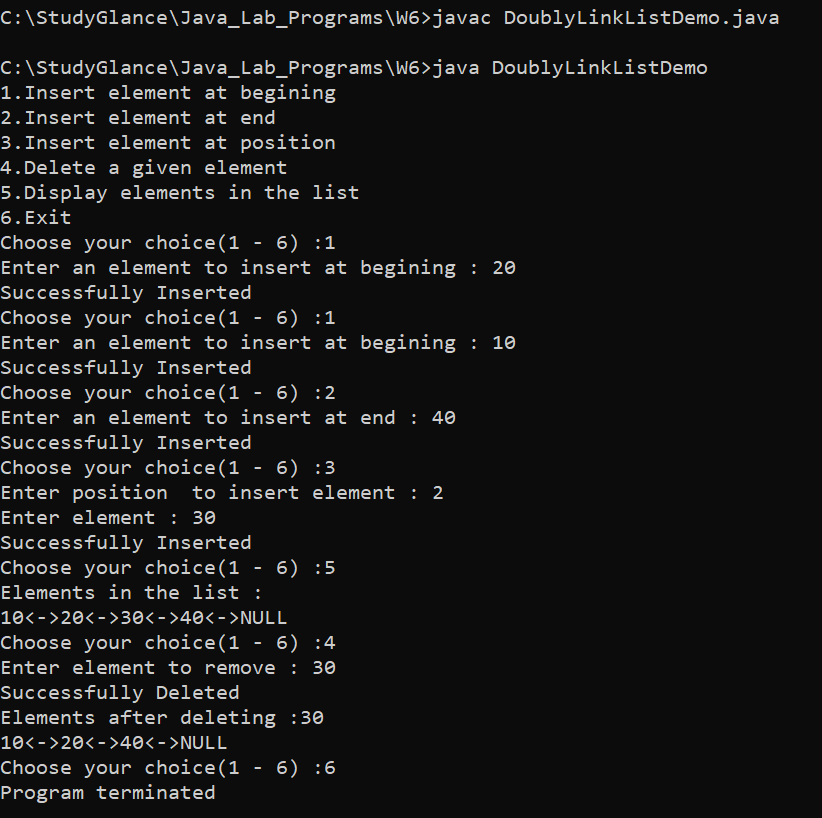 C:\StudyGlance\Java_Lab_Programs\W6>javac DoublyLinkListDemo.java
C:\StudyGlance\Java_Lab_Programs\W6>java DoublyLinkListDemo
1.Insert element at begining
2.Insert element at end
3.Insert element at position
4.Delete a given element
5.Display elements in the list
6.Exit
Choose your choice(1 - 6) :1
Enter an element to insert at begining : 20
Successfully Inserted
Choose your choice(1 - 6) :1
Enter an element to insert at begining : 10
Successfully Inserted
Choose your choice(1 - 6) :2
Enter an element to insert at end : 40
Successfully Inserted
Choose your choice(1 - 6) :3
Enter position  to insert element : 2
Enter element : 30
Successfully Inserted
Choose your choice(1 - 6) :5
Elements in the list :
10<->20<->30<->40<->NULL
Choose your choice(1 - 6) :4
Enter element to remove : 30
Successfully Deleted
Elements after deleting :30
10<->20<->40<->NULL
Choose your choice(1 - 6) :6
Program terminated